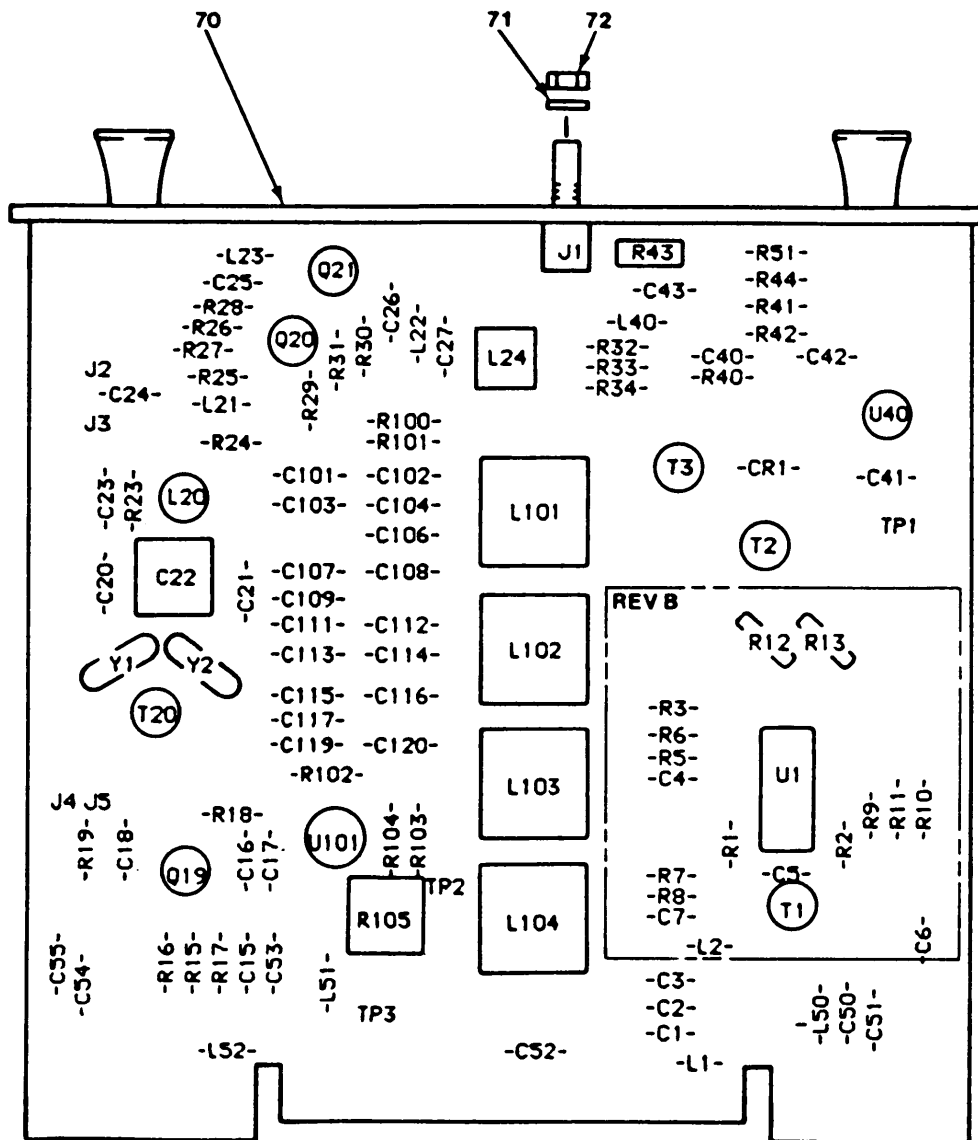 70 71 72
J1 R43 -R51-
-L23- Q21 -R44-
-C25- -C43-
-R28- -C26- -R41-
-R26- Q20 -L40- -R42-
-R27- -R31- -R30- -L22- -C27- L24 -R32- -C40- -C42-
J2 -R25- -R29- -R33- -R40-
-C24- -L21- -R34-
J3 -R100- U40
-R24- -R101-
-C101- -C102- T3 -CR1- -C41-
-C23- -R23- L20 -C103- -C104- L101 TP1
-C106- T2
-C20- C22 -C21- -C107- -C108-
-C109- REV B
-C111- -C112- R12 R13
Y1 Y2 -C113- -C114- L102
T20 -C115- -C116- -R3-
-C117- -R6-
-C119- -C120- -R5-
-R102- L103 -C4- U1
J4 J5 -R18- -R9- -R11- -R10-
-R19- -C18- -C16- -C17- U101 -R104- -R103- -R1- -R2-
Q19 TP2 -R7- -C5-
R105 L104 -R8- T1
-C7-
-C55- -C54- -R16- -R15- -R17- -C15- -C53- -L51- -L2- -C6-
-C3-
TP3 -C2- -L50- -C50- -C51-
-C1-
-L52- -C52- -L1-